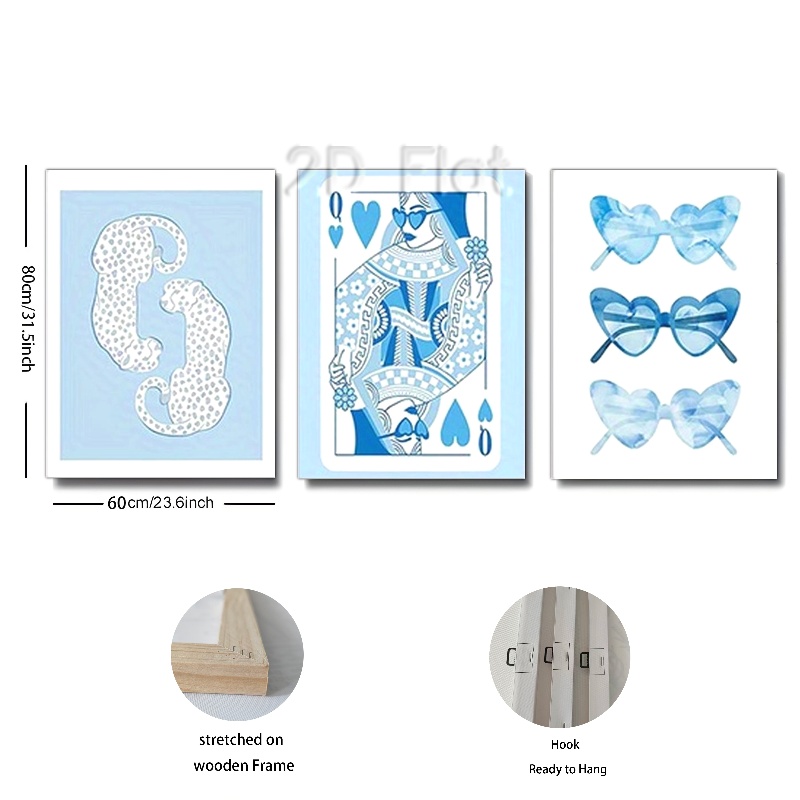 2D Flat
80cm/31.5inch
Q
Q
60cm/23.6inch
stretched on
wooden Frame
Hook
Ready to Hang